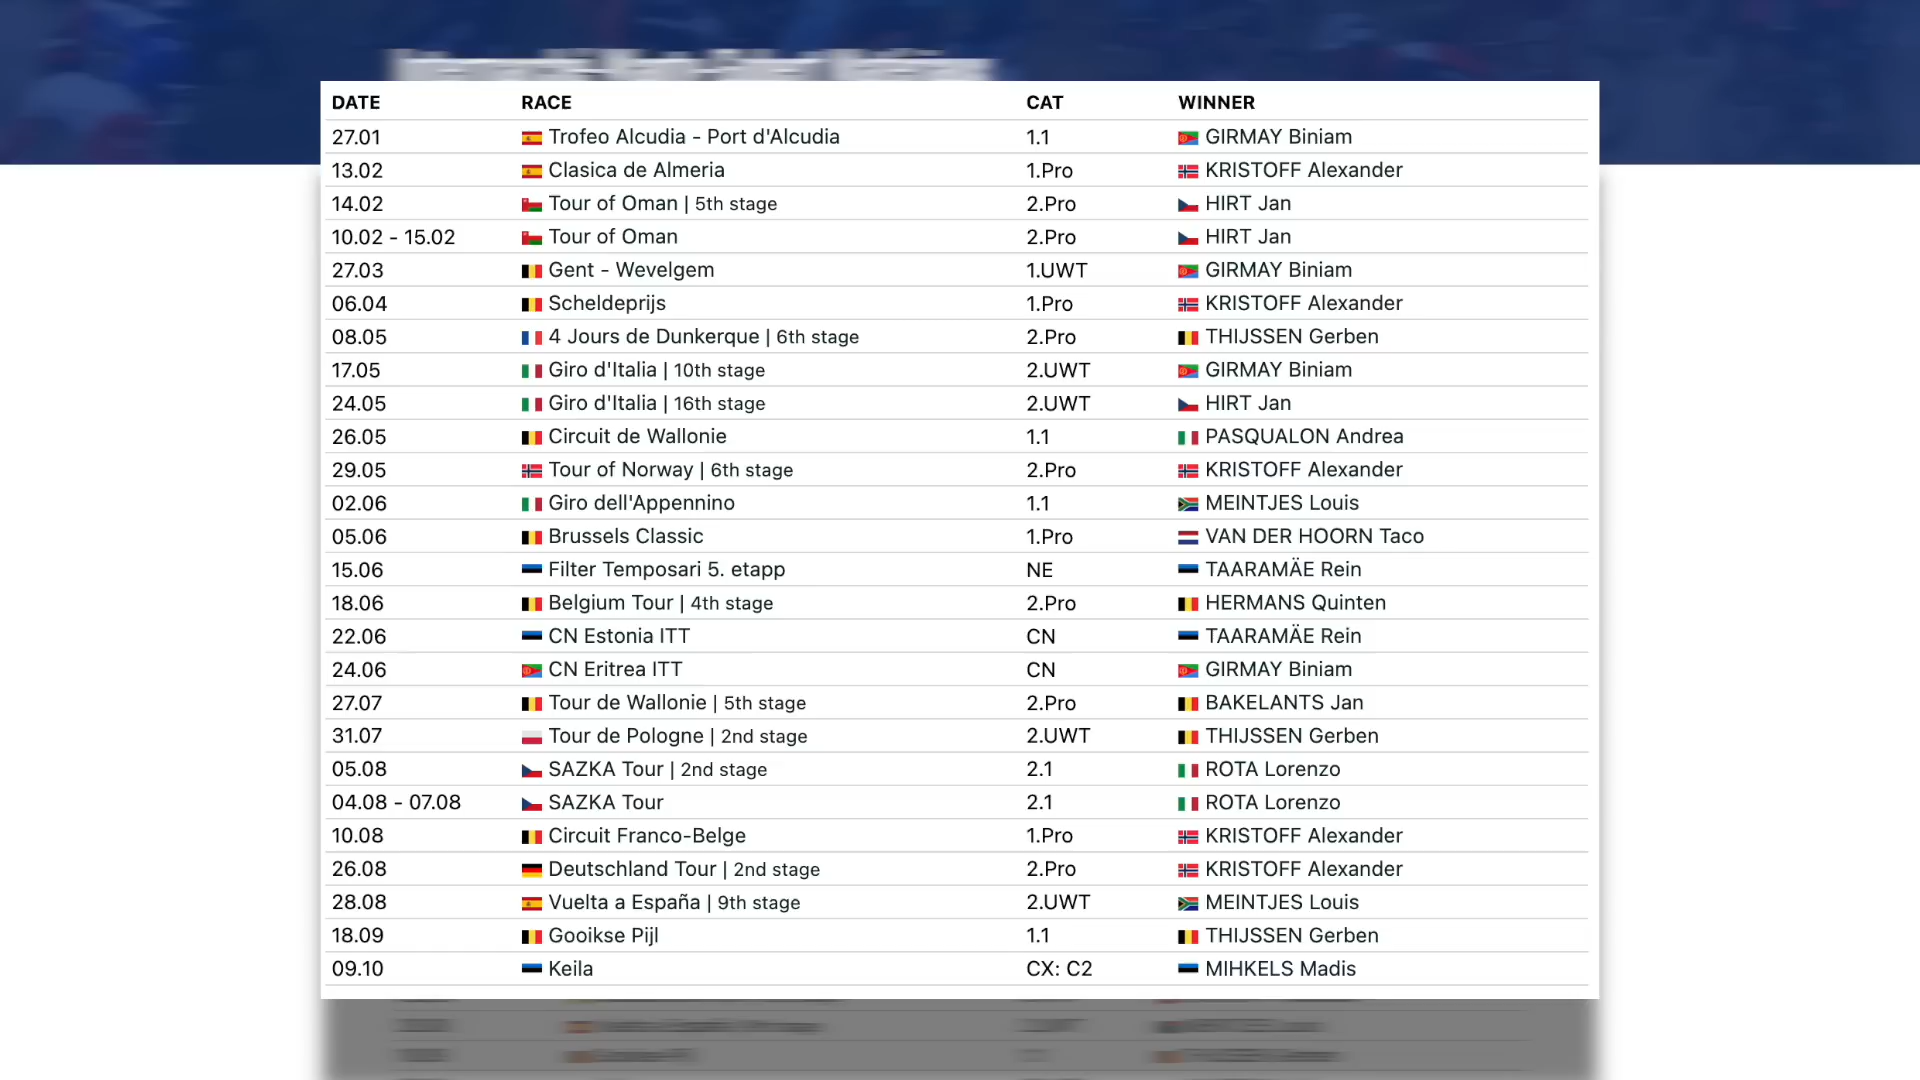 DATE RACE CAT WINNER
27.01 Trofeo Alcudia - Port d'Alcudia 1.1 GIRMAY Biniam
13.02 Clasica de Almeria 1.Pro KRISTOFF Alexander
14.02 Tour of Oman | 5th stage 2.Pro HIRT Jan
10.02 - 15.02 Tour of Oman 2.Pro HIRT Jan
27.03 Gent - Wevelgem 1.UWT GIRMAY Biniam
06.04 Scheldeprijs 1.Pro KRISTOFF Alexander
08.05 4 Jours de Dunkerque | 6th stage 2.Pro THIJSSEN Gerben
17.05 Giro d'Italia | 10th stage 2.UWT GIRMAY Biniam
24.05 Giro d'Italia | 16th stage 2.UWT HIRT Jan
26.05 Circuit de Wallonie 1.1 PASQUALON Andrea
29.05 Tour of Norway | 6th stage 2.Pro KRISTOFF Alexander
02.06 Giro dell'Appennino 1.1 MEINTJES Louis
05.06 Brussels Classic 1.Pro VAN DER HOORN Taco
15.06 Filter Temposari 5. etapp NE TAARAMÄE Rein
18.06 Belgium Tour | 4th stage 2.Pro HERMANS Quinten
22.06 CN Estonia ITT CN TAARAMÄE Rein
24.06 CN Eritrea ITT CN GIRMAY Biniam
27.07 Tour de Wallonie | 5th stage 2.Pro BAKELANTS Jan
31.07 Tour de Pologne | 2nd stage 2.UWT THIJSSEN Gerben
05.08 SAZKA Tour | 2nd stage 2.1 ROTA Lorenzo
04.08 - 07.08 SAZKA Tour 2.1 ROTA Lorenzo
10.08 Circuit Franco-Belge 1.Pro KRISTOFF Alexander
26.08 Deutschland Tour | 2nd stage 2.Pro KRISTOFF Alexander
28.08 Vuelta a España | 9th stage 2.UWT MEINTJES Louis
18.09 Gooikse Pijl 1.1 THIJSSEN Gerben
09.10 Keila CX: C2 MIHKELS Madis